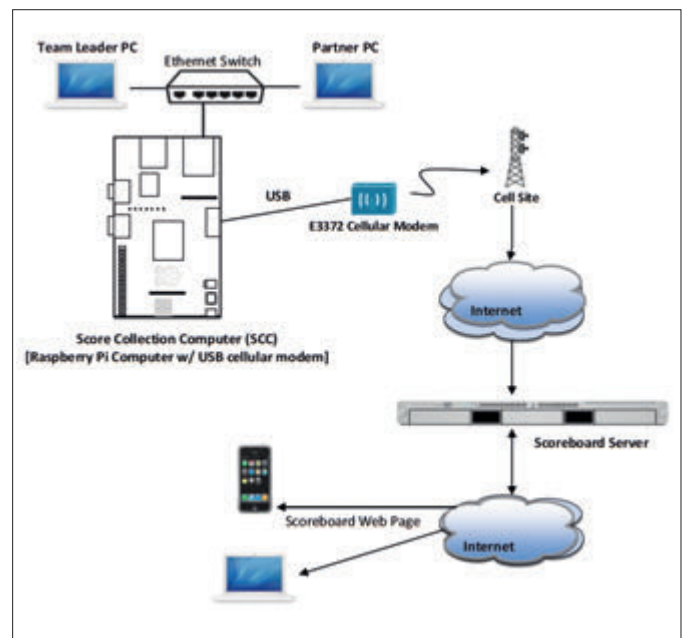 Team Leader PC
Ethernet Switch
Partner PC
USB
E3372 Cellular Modem
Cell Site
Internet
Score Collection Computer (SCC)
[Raspberry Pi Computer w/ USB cellular modem]
Scoreboard Server
Scoreboard Web Page
Internet